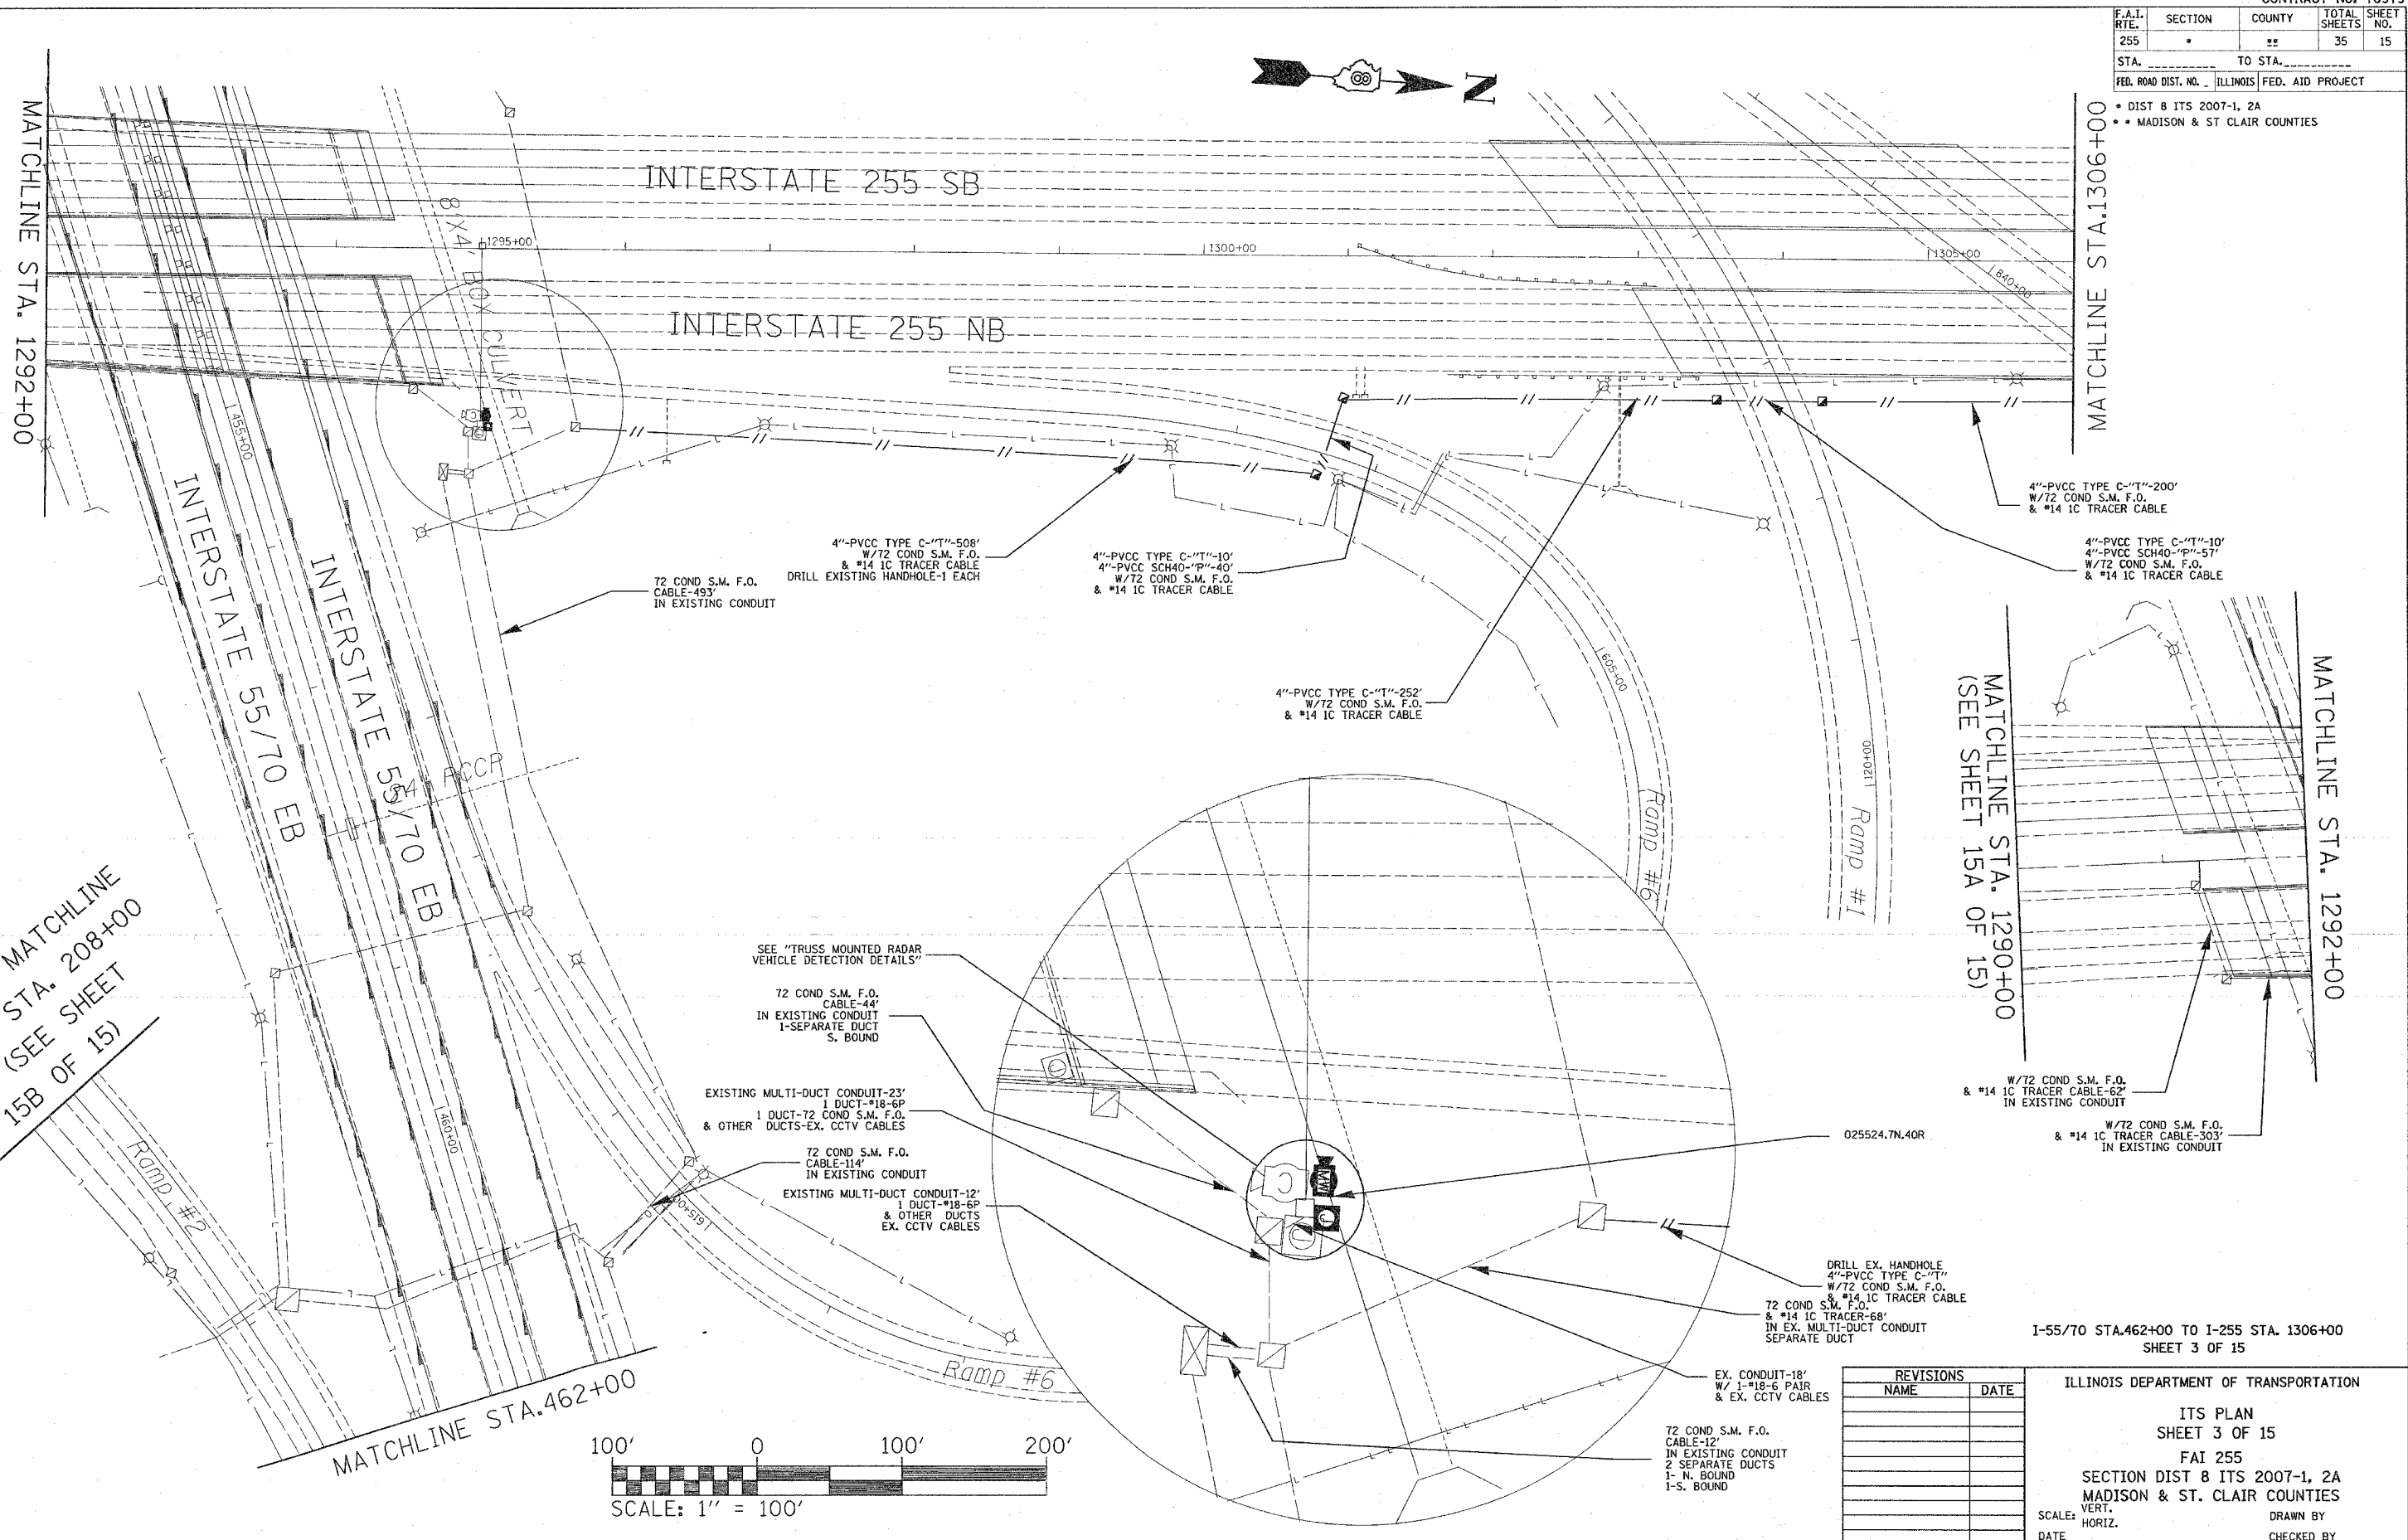 F.A.I. RTE. SECTION COUNTY TOTAL SHEETS SHEET NO.
255 * ** 35 15
STA. __________ TO STA. __________
FED. ROAD DIST. NO. _ ILLINOIS FED. AID PROJECT
* DIST 8 ITS 2007-1, 2A
* * MADISON & ST CLAIR COUNTIES
N
MATCHLINE STA. 1292+00
MATCHLINE STA.1306+00
INTERSTATE 255 SB
1295+00
1300+00
1305+00
840+00
INTERSTATE 255 NB
8'X4' BOX CULVERT
455+00
INTERSTATE 55/70 EB
INTERSTATE 55/70 EB
4"-PVCC TYPE C-"T"-200'
W/72 COND S.M. F.O.
& #14 1C TRACER CABLE
4"-PVCC TYPE C-"T"-10'
4"-PVCC SCH40-"P"-57'
W/72 COND S.M. F.O.
& #14 1C TRACER CABLE
4"-PVCC TYPE C-"T"-508'
W/72 COND S.M. F.O.
& #14 1C TRACER CABLE
DRILL EXISTING HANDHOLE-1 EACH
4"-PVCC TYPE C-"T"-10'
4"-PVCC SCH40-"P"-40'
W/72 COND S.M. F.O.
& #14 1C TRACER CABLE
72 COND S.M. F.O.
CABLE-493'
IN EXISTING CONDUIT
4"-PVCC TYPE C-"T"-252'
W/72 COND S.M. F.O.
& #14 1C TRACER CABLE
605+00
120+00
Ramp #6
Ramp #1
RCCP
MATCHLINE STA. 1290+00
(SEE SHEET 15A OF 15)
MATCHLINE STA. 1292+00
MATCHLINE
STA. 208+00
(SEE SHEET
15B OF 15)
SEE "TRUSS MOUNTED RADAR
VEHICLE DETECTION DETAILS"
72 COND S.M. F.O.
CABLE-44'
IN EXISTING CONDUIT
1-SEPARATE DUCT
S. BOUND
EXISTING MULTI-DUCT CONDUIT-23'
1 DUCT-#18-6P
1 DUCT-72 COND S.M. F.O.
& OTHER DUCTS-EX. CCTV CABLES
72 COND S.M. F.O.
CABLE-114'
IN EXISTING CONDUIT
EXISTING MULTI-DUCT CONDUIT-12'
1 DUCT-#18-6P
& OTHER DUCTS
EX. CCTV CABLES
460+00
615+00
Ramp #2
Ramp #6
C
MW
W/72 COND S.M. F.O.
& #14 1C TRACER CABLE-62'
IN EXISTING CONDUIT
W/72 COND S.M. F.O.
& #14 1C TRACER CABLE-303'
IN EXISTING CONDUIT
025524.7N.40R
DRILL EX. HANDHOLE
4"-PVCC TYPE C-"T"
W/72 COND S.M. F.O.
& #14 1C TRACER CABLE
72 COND S.M. F.O.
& #14 1C TRACER-68'
IN EX. MULTI-DUCT CONDUIT
SEPARATE DUCT
EX. CONDUIT-18'
W/ 1-#18-6 PAIR
& EX. CCTV CABLES
72 COND S.M. F.O.
CABLE-12'
IN EXISTING CONDUIT
2 SEPARATE DUCTS
1- N. BOUND
1-S. BOUND
MATCHLINE STA.462+00
100' 0 100' 200'
SCALE: 1" = 100'
I-55/70 STA.462+00 TO I-255 STA. 1306+00
SHEET 3 OF 15
REVISIONS
NAME DATE
ILLINOIS DEPARTMENT OF TRANSPORTATION
ITS PLAN
SHEET 3 OF 15
FAI 255
SECTION DIST 8 ITS 2007-1, 2A
MADISON & ST. CLAIR COUNTIES
SCALE: VERT. HORIZ.
DRAWN BY
DATE
CHECKED BY